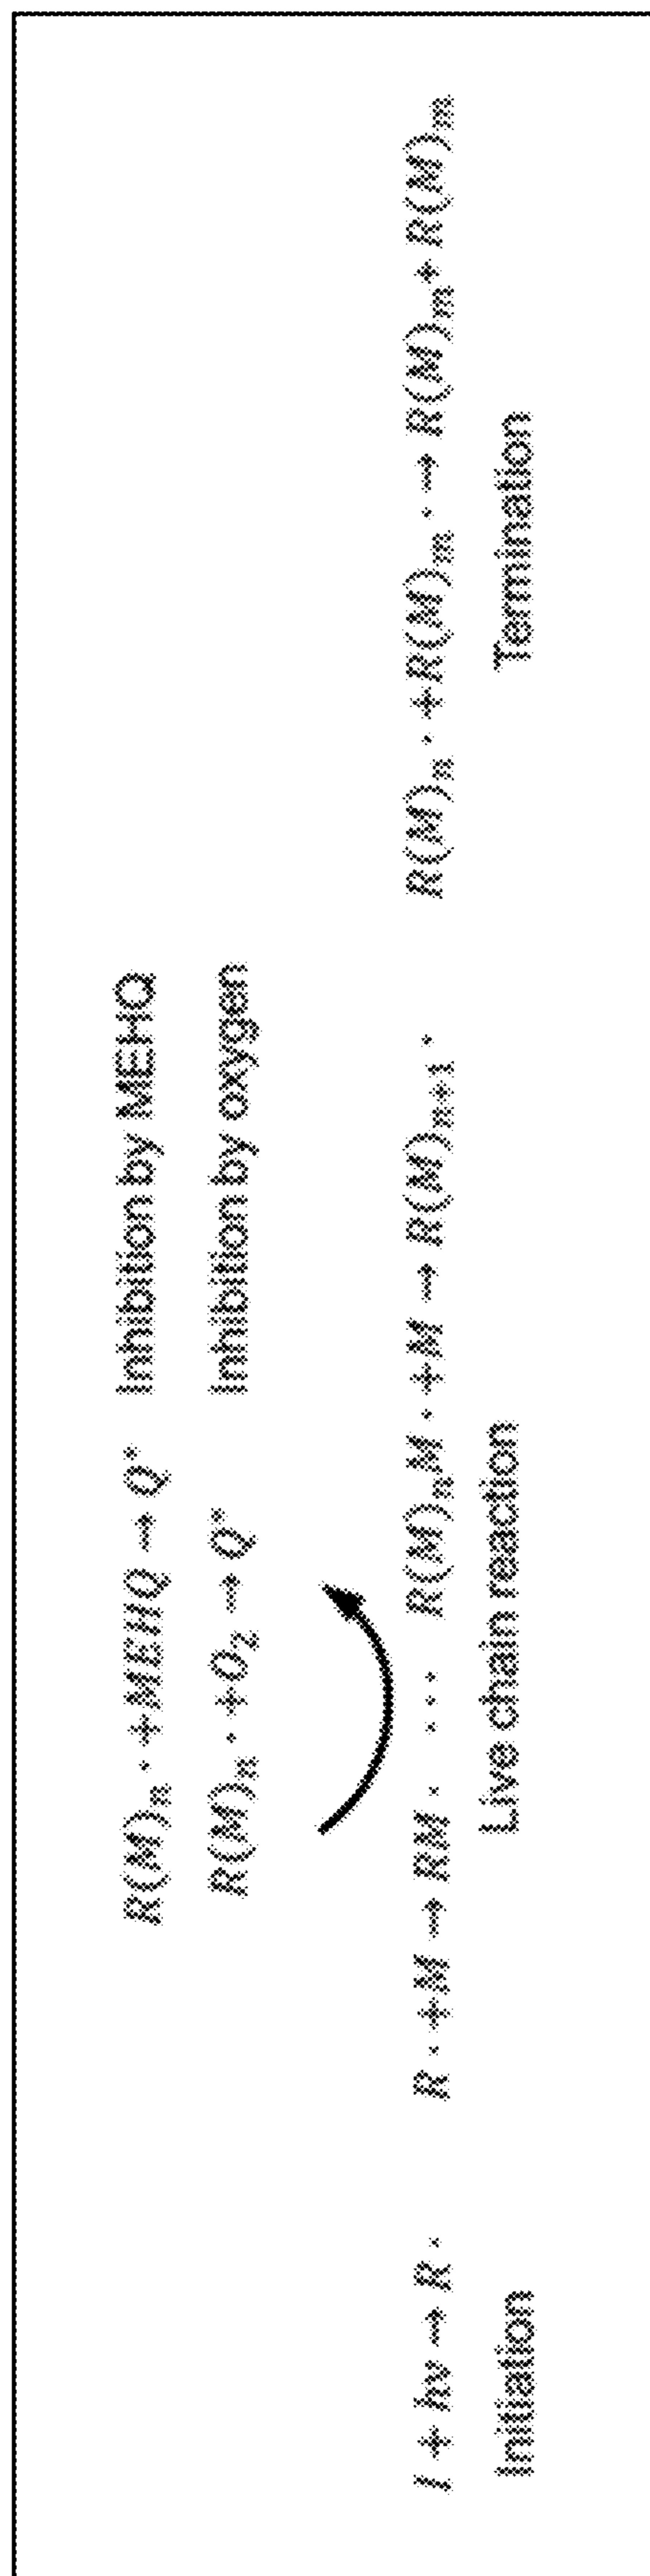 R(M)ₙ · +MEHQ → Q* Inhibition by MEHQ
R(M)ₙ · +O₂ → Q* Inhibition by oxygen
I + hν → R · R · +M → RM · ... R(M)ₙM · +M → R(M)ₙ₊₁ · R(M)ₙ · +R(M)ₘ · → R(M)ₘ + R(M)ₘ
Initiation Live chain reaction Termination